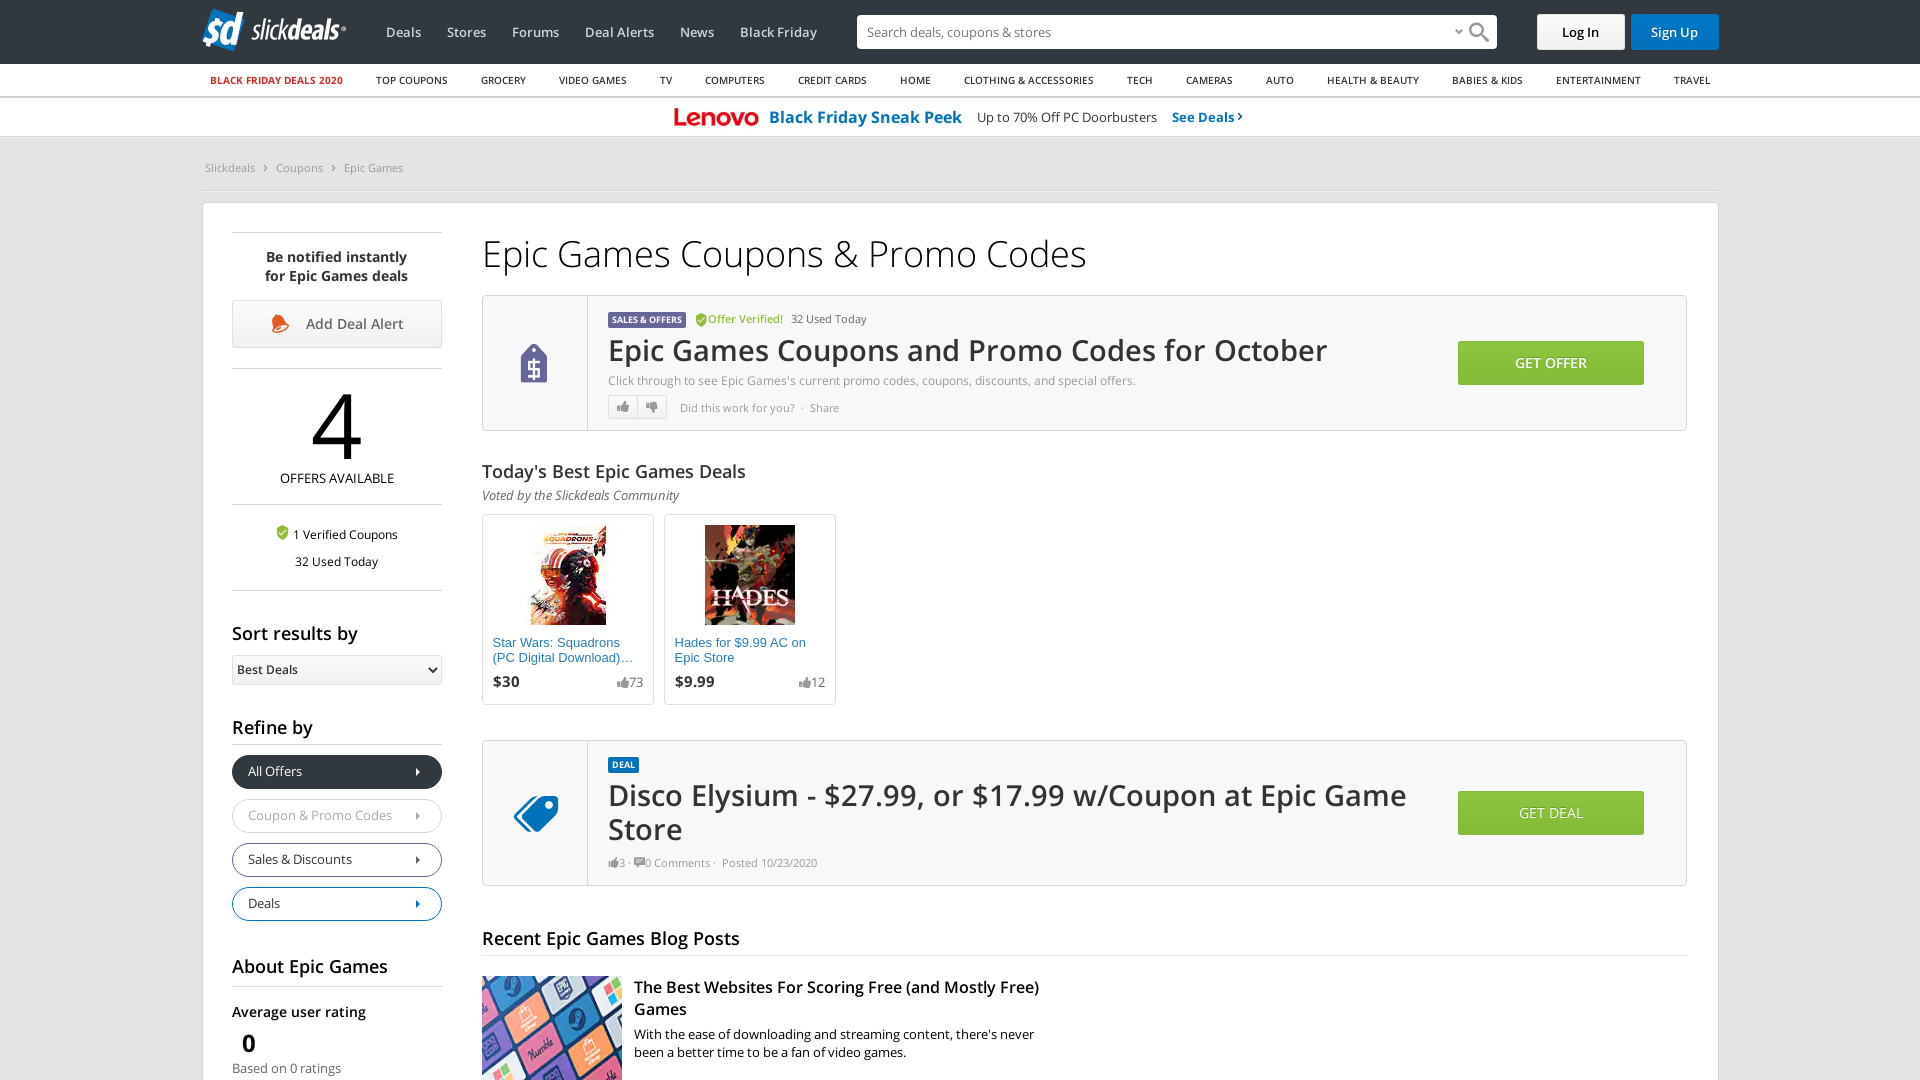 sd slickdeals
Deals
Stores
Forums
Deal Alerts
News
Black Friday
Search deals, coupons & stores
Log In
Sign Up
BLACK FRIDAY DEALS 2020
TOP COUPONS
GROCERY
VIDEO GAMES
TV
COMPUTERS
CREDIT CARDS
HOME
CLOTHING & ACCESSORIES
TECH
CAMERAS
AUTO
HEALTH & BEAUTY
BABIES & KIDS
ENTERTAINMENT
TRAVEL
Lenovo Black Friday Sneak Peek Up to 70% Off PC Doorbusters See Deals
Slickdeals
Coupons
Epic Games
Be notified instantly
for Epic Games deals
Add Deal Alert
4
OFFERS AVAILABLE
1 Verified Coupons
32 Used Today
Sort results by
Best Deals
Refine by
All Offers
Coupon & Promo Codes
Sales & Discounts
Deals
About Epic Games
Average user rating
0
Based on 0 ratings
Epic Games Coupons & Promo Codes
SALES & OFFERS Offer Verified! 32 Used Today
Epic Games Coupons and Promo Codes for October
Click through to see Epic Games's current promo codes, coupons, discounts, and special offers.
Did this work for you? · Share
GET OFFER
Today's Best Epic Games Deals
Voted by the Slickdeals Community
SQUADRONS
Star Wars: Squadrons
(PC Digital Download)…
$30 73
HADES
Hades for $9.99 AC on
Epic Store
$9.99 12
DEAL
Disco Elysium - $27.99, or $17.99 w/Coupon at Epic Game
Store
3 · 0 Comments · Posted 10/23/2020
GET DEAL
Recent Epic Games Blog Posts
The Best Websites For Scoring Free (and Mostly Free)
Games
With the ease of downloading and streaming content, there's never
been a better time to be a fan of video games.